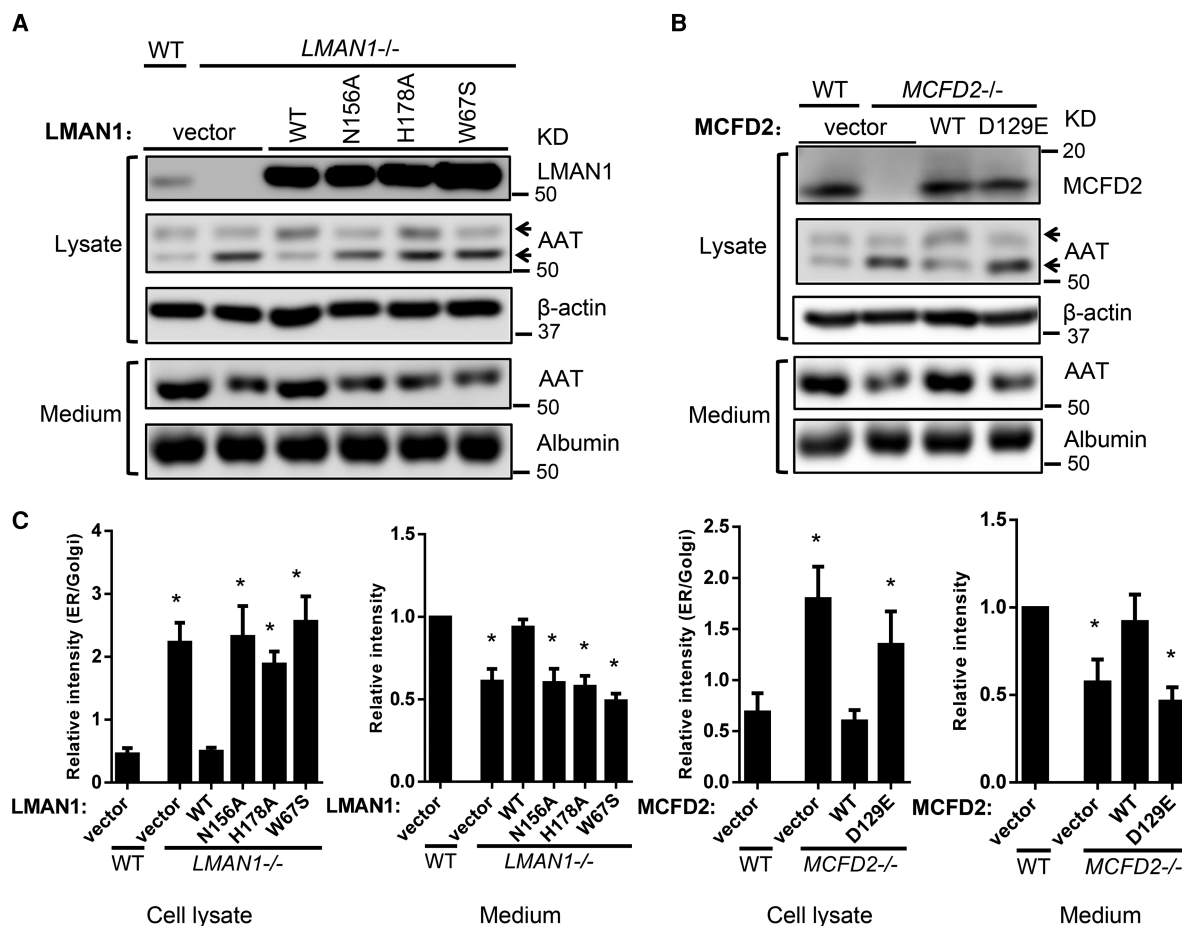 A
WT
LMAN1-/-
LMAN1:
vector
WT
N156A
H178A
W67S
KD
LMAN1
50
Lysate
AAT
50
β-actin
37
Medium
AAT
50
Albumin
50
B
WT
MCFD2-/-
MCFD2:
vector
WT
D129E
KD
20
MCFD2
Lysate
AAT
50
β-actin
37
Medium
AAT
50
Albumin
50
C
Relative intensity (ER/Golgi)
4
3
2
1
0
* * * *
LMAN1:
vector
vector
WT
N156A
H178A
W67S
WT
LMAN1-/-
Cell lysate
Relative intensity
1.5
1.0
0.5
0.0
* * * *
LMAN1:
vector
vector
WT
N156A
H178A
W67S
WT
LMAN1-/-
Medium
Relative intensity (ER/Golgi)
2.5
2.0
1.5
1.0
0.5
0.0
* *
MCFD2:
vector
vector
WT
D129E
WT
MCFD2-/-
Cell lysate
Relative intensity
1.5
1.0
0.5
0.0
* *
MCFD2:
vector
vector
WT
D129E
WT
MCFD2-/-
Medium